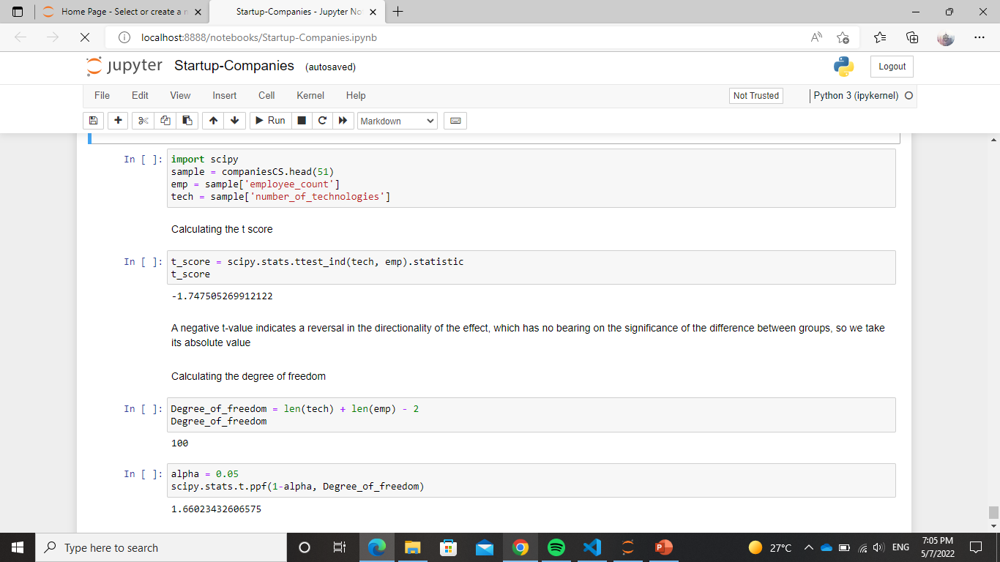 Home Page - Select or create a n
Startup-Companies - Jupyter No
localhost:8888/notebooks/Startup-Companies.ipynb
jupyter Startup-Companies (autosaved)
Logout
File Edit View Insert Cell Kernel Help
Not Trusted
Python 3 (ipykernel)
Run
Markdown
In [ ]: import scipy
sample = companiesCS.head(51)
emp = sample['employee_count']
tech = sample['number_of_technologies']
Calculating the t score
In [ ]: t_score = scipy.stats.ttest_ind(tech, emp).statistic
t_score
-1.747505269912122
A negative t-value indicates a reversal in the directionality of the effect, which has no bearing on the significance of the difference between groups, so we take
its absolute value
Calculating the degree of freedom
In [ ]: Degree_of_freedom = len(tech) + len(emp) - 2
Degree_of_freedom
100
In [ ]: alpha = 0.05
scipy.stats.t.ppf(1-alpha, Degree_of_freedom)
1.66023432606575
Type here to search
27°C
ENG
7:05 PM
5/7/2022